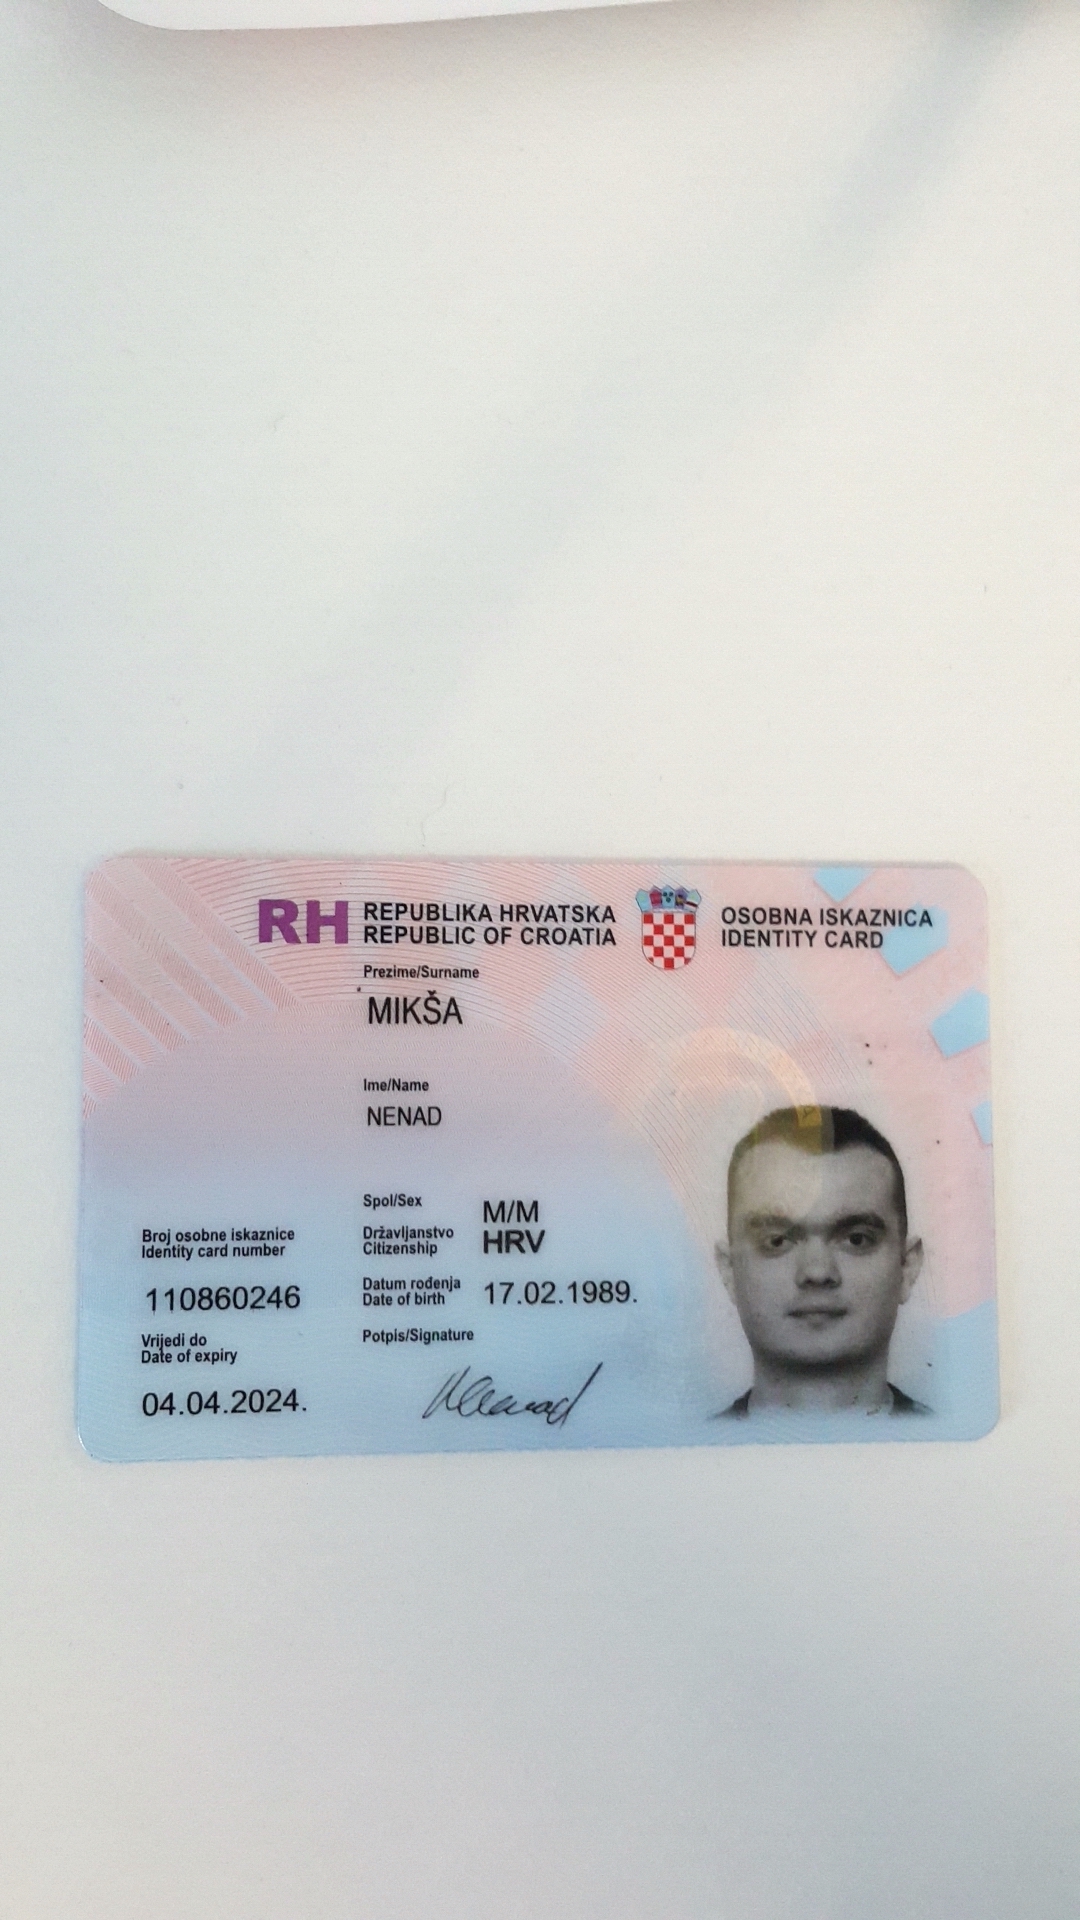 RH REPUBLIKA HRVATSKA
REPUBLIC OF CROATIA
OSOBNA ISKAZNICA
IDENTITY CARD
Prezime/Surname
MIKŠA
Ime/Name
NENAD
Spol/Sex M/M
Državljanstvo
Citizenship HRV
Datum rođenja
Date of birth 17.02.1989.
Potpis/Signature
Nenad
Broj osobne iskaznice
Identity card number
110860246
Vrijedi do
Date of expiry
04.04.2024.